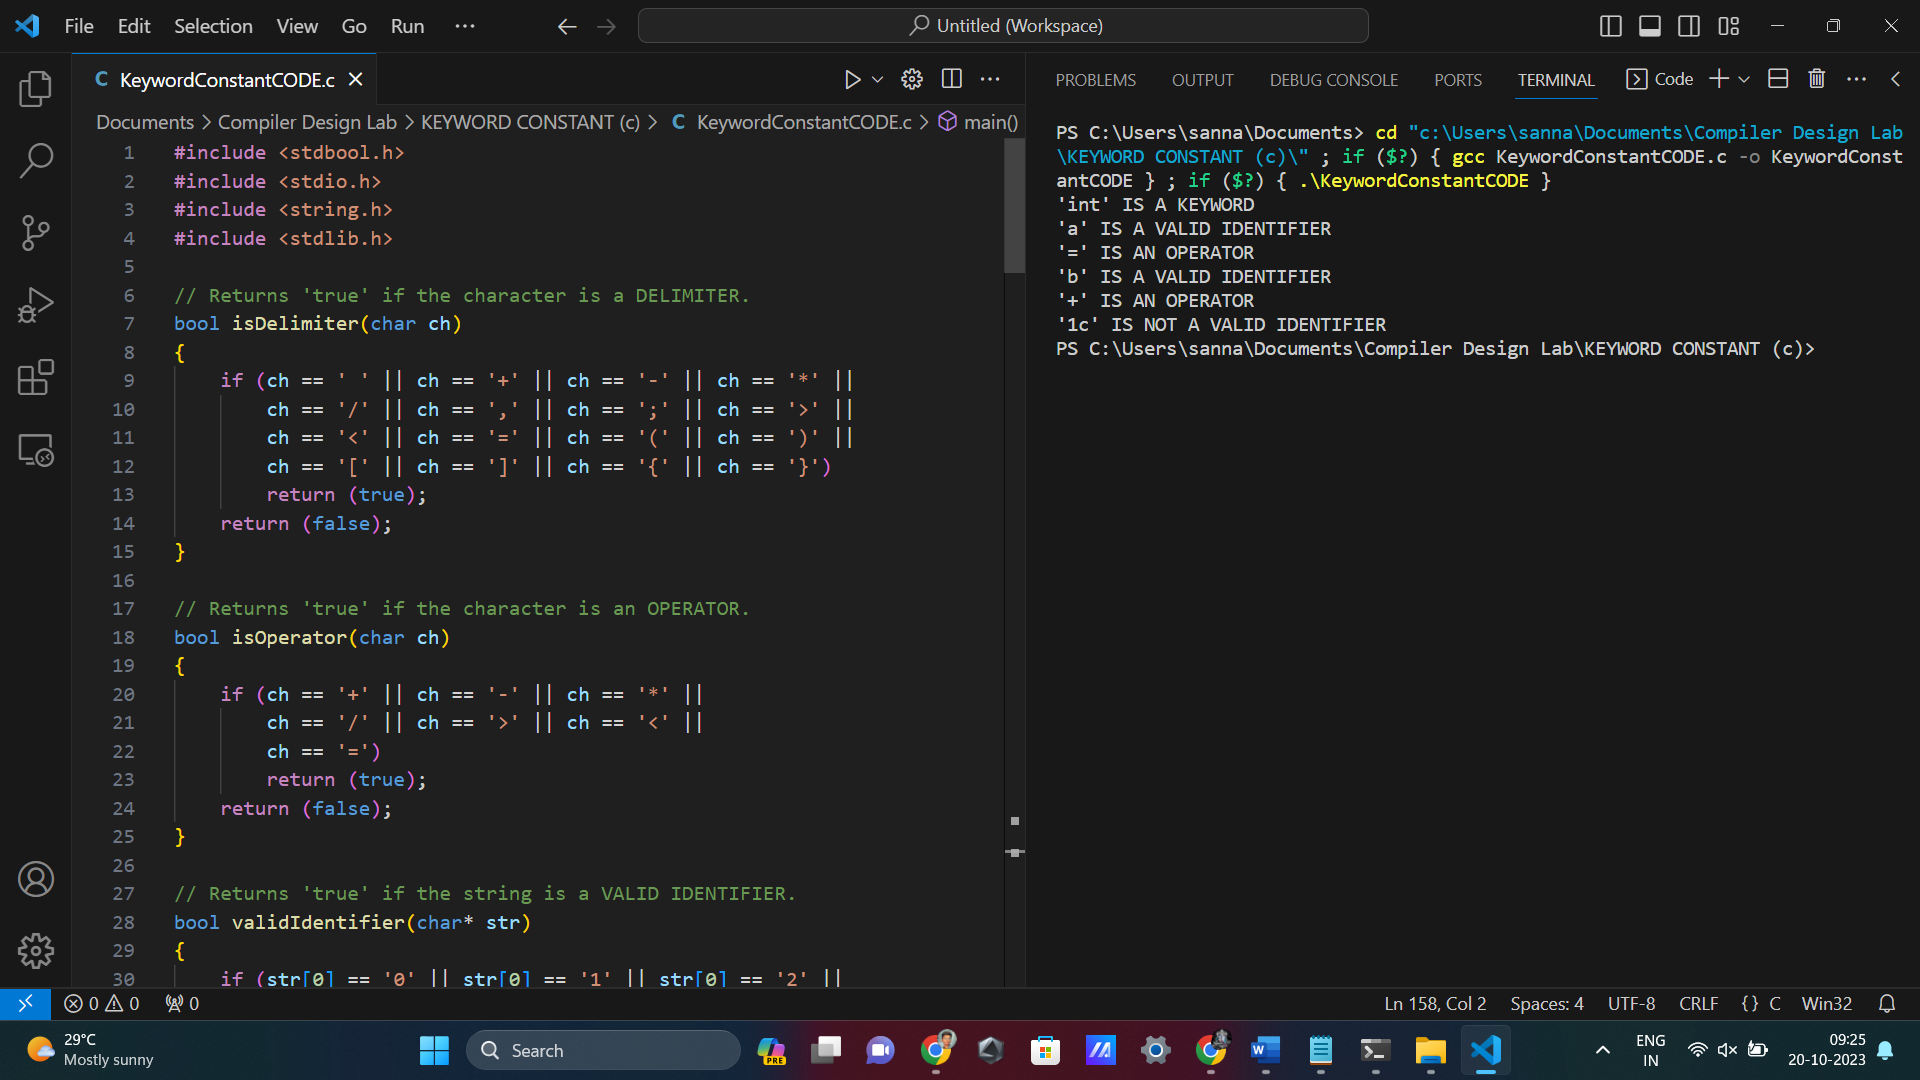 File Edit Selection View Go Run ···
Untitled (Workspace)
C KeywordConstantCODE.c
Documents > Compiler Design Lab > KEYWORD CONSTANT (c) > C KeywordConstantCODE.c > main()
1 #include <stdbool.h>
2 #include <stdio.h>
3 #include <string.h>
4 #include <stdlib.h>
5
6 // Returns 'true' if the character is a DELIMITER.
7 bool isDelimiter(char ch)
8 {
9     if (ch == ' ' || ch == '+' || ch == '-' || ch == '*' ||
10         ch == '/' || ch == ',' || ch == ';' || ch == '>' ||
11         ch == '<' || ch == '=' || ch == '(' || ch == ')' ||
12         ch == '[' || ch == ']' || ch == '{' || ch == '}')
13         return (true);
14     return (false);
15 }
16
17 // Returns 'true' if the character is an OPERATOR.
18 bool isOperator(char ch)
19 {
20     if (ch == '+' || ch == '-' || ch == '*' ||
21         ch == '/' || ch == '>' || ch == '<' ||
22         ch == '=')
23         return (true);
24     return (false);
25 }
26
27 // Returns 'true' if the string is a VALID IDENTIFIER.
28 bool validIdentifier(char* str)
29 {
30     if (str[0] == '0' || str[0] == '1' || str[0] == '2' ||
PROBLEMS OUTPUT DEBUG CONSOLE PORTS TERMINAL Code
PS C:\Users\sanna\Documents> cd "c:\Users\sanna\Documents\Compiler Design Lab
\KEYWORD CONSTANT (c)\" ; if ($?) { gcc KeywordConstantCODE.c -o KeywordConst
antCODE } ; if ($?) { .\KeywordConstantCODE }
'int' IS A KEYWORD
'a' IS A VALID IDENTIFIER
'=' IS AN OPERATOR
'b' IS A VALID IDENTIFIER
'+' IS AN OPERATOR
'1c' IS NOT A VALID IDENTIFIER
PS C:\Users\sanna\Documents\Compiler Design Lab\KEYWORD CONSTANT (c)>
0 0 0 Ln 158, Col 2 Spaces: 4 UTF-8 CRLF {} C Win32
29°C
Mostly sunny
Search
PRE
W
ENG
IN
09:25
20-10-2023